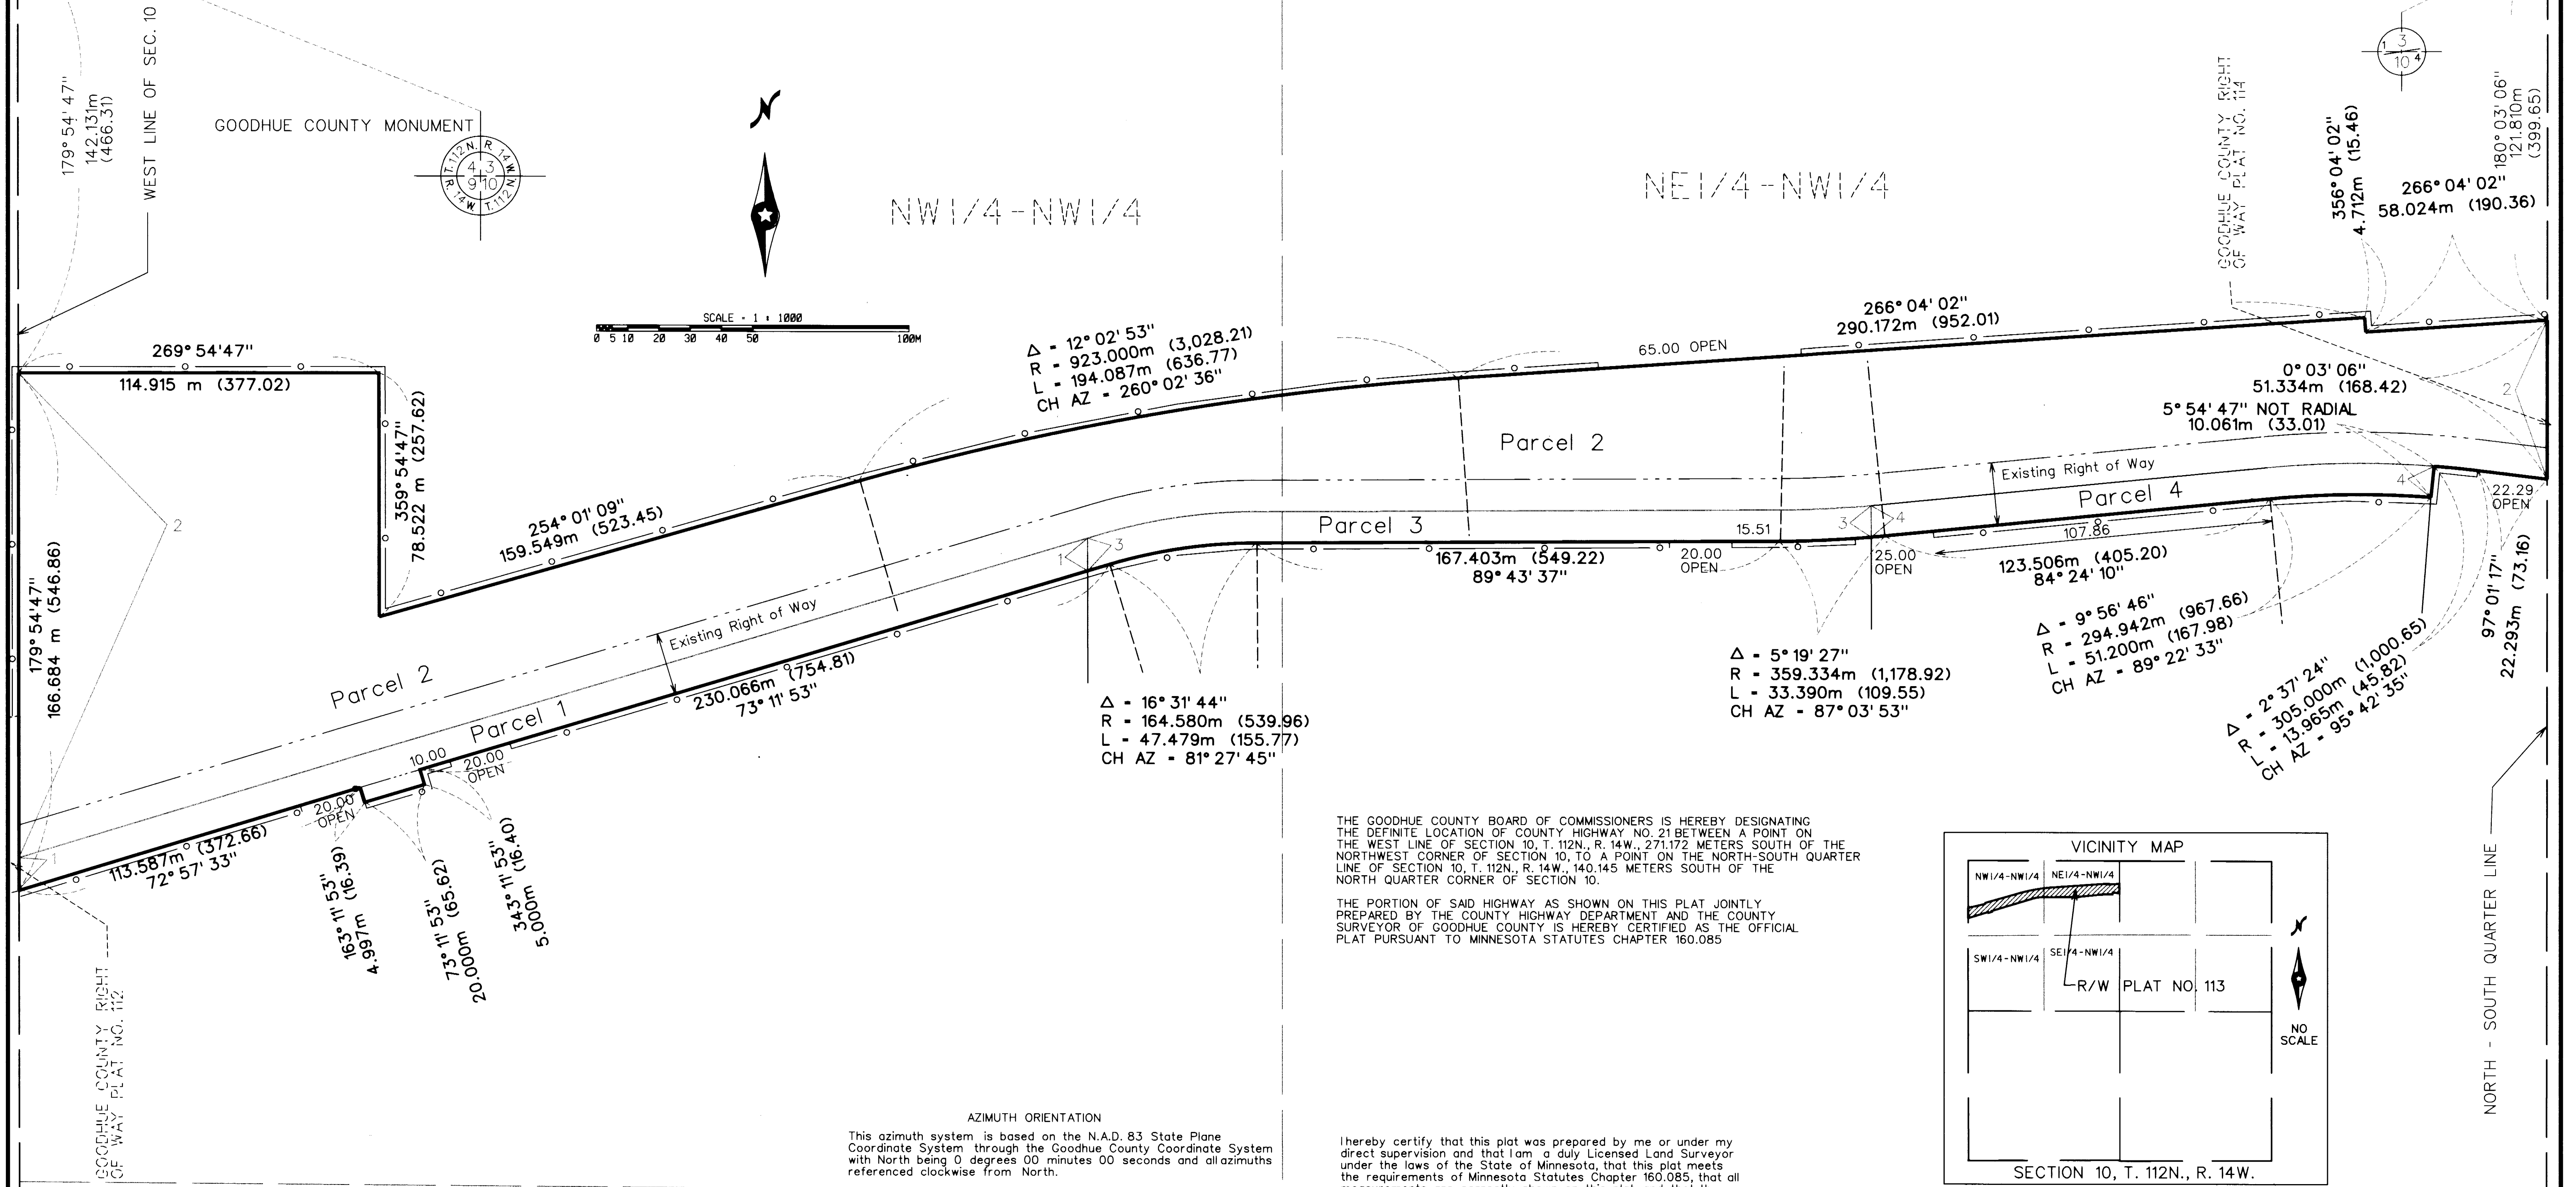 179° 54' 47"
142.131m
(466.31)
WEST LINE OF SEC. 10
GOODHUE COUNTY MONUMENT
T.112N. R. 14W
4 3
9 10
R. 14W T.112N.
N
NW1/4-NW1/4
NE1/4-NW1/4
GOODHUE COUNTY RIGHT
OF WAY PLAT NO. 114
1 3
10 4
356° 04' 02"
4.712m (15.46)
180° 03' 06"
121.810m
(399.65)
266° 04' 02"
58.024m (190.36)
SCALE - 1 : 1000
0 5 10 20 30 40 50 100M
269° 54'47"
114.915 m (377.02)
359° 54'47"
78.522 m (257.62)
254° 01' 09"
159.549m (523.45)
Δ = 12° 02' 53"
R = 923.000m (3,028.21)
L = 194.087m (636.77)
CH AZ = 260° 02' 36"
266° 04' 02"
290.172m (952.01)
65.00 OPEN
0° 03' 06"
51.334m (168.42)
2
5° 54' 47" NOT RADIAL
10.061m (33.01)
Parcel 2
Existing Right of Way
Parcel 4
4
22.29
OPEN
2
179° 54'47"
166.684 m (546.86)
Parcel 3
15.51
3
4
1
3
167.403m (549.22)
89° 43' 37"
20.00
OPEN
25.00
OPEN
107.86
123.506m (405.20)
84° 24' 10"
97° 01' 17"
22.293m (73.16)
Existing Right of Way
Parcel 2
Parcel 1
230.066m (754.81)
73° 11' 53"
Δ = 16° 31' 44"
R = 164.580m (539.96)
L = 47.479m (155.77)
CH AZ = 81° 27' 45"
Δ = 5° 19' 27"
R = 359.334m (1,178.92)
L = 33.390m (109.55)
CH AZ = 87° 03' 53"
Δ = 9° 56' 46"
R = 294.942m (967.66)
L = 51.200m (167.98)
CH AZ = 89° 22' 33"
Δ = 2° 37' 24"
R = 305.000m (1,000.65)
L = 13.965m (45.82)
CH AZ = 95° 42' 35"
10.00
20.00
OPEN
20.00
OPEN
1
113.587m (372.66)
72° 57' 33"
163° 11' 53"
4.997m (16.39)
73° 11' 53"
20.000m (65.62)
343° 11' 53"
5.000m (16.40)
GOODHUE COUNTY RIGHT
OF WAY PLAT NO. 112
THE GOODHUE COUNTY BOARD OF COMMISSIONERS IS HEREBY DESIGNATING
THE DEFINITE LOCATION OF COUNTY HIGHWAY NO. 21 BETWEEN A POINT ON
THE WEST LINE OF SECTION 10, T. 112N., R. 14W., 271.172 METERS SOUTH OF THE
NORTHWEST CORNER OF SECTION 10, TO A POINT ON THE NORTH-SOUTH QUARTER
LINE OF SECTION 10, T. 112N., R. 14W., 140.145 METERS SOUTH OF THE
NORTH QUARTER CORNER OF SECTION 10.
THE PORTION OF SAID HIGHWAY AS SHOWN ON THIS PLAT JOINTLY
PREPARED BY THE COUNTY HIGHWAY DEPARTMENT AND THE COUNTY
SURVEYOR OF GOODHUE COUNTY IS HEREBY CERTIFIED AS THE OFFICIAL
PLAT PURSUANT TO MINNESOTA STATUTES CHAPTER 160.085
VICINITY MAP
NW1/4-NW1/4 NE1/4-NW1/4
SW1/4-NW1/4 SE1/4-NW1/4
R/W PLAT NO. 113
N
NO
SCALE
SECTION 10, T. 112N., R. 14W.
NORTH - SOUTH QUARTER LINE
AZIMUTH ORIENTATION
This azimuth system is based on the N.A.D. 83 State Plane
Coordinate System through the Goodhue County Coordinate System
with North being 0 degrees 00 minutes 00 seconds and all azimuths
referenced clockwise from North.
I hereby certify that this plat was prepared by me or under my
direct supervision and that I am a duly Licensed Land Surveyor
under the laws of the State of Minnesota, that this plat meets
the requirements of Minnesota Statutes Chapter 160.085, that all